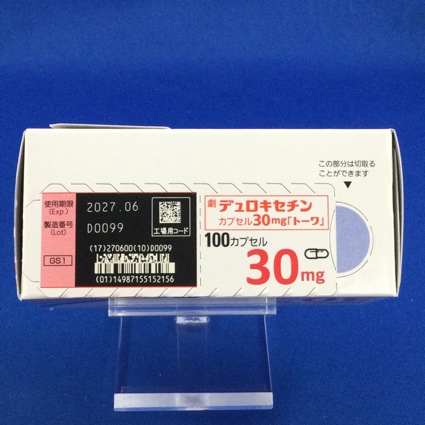 この部分は切取る
ことができます
使用期限
(Exp.)
2027.06
製造番号
(Lot)
D0099
工場用コード
(17)270600(10)D0099
GS1
(01)14987155152156
劇 デュロキセチン
カプセル30mg「トーワ」
100カプセル
30mg